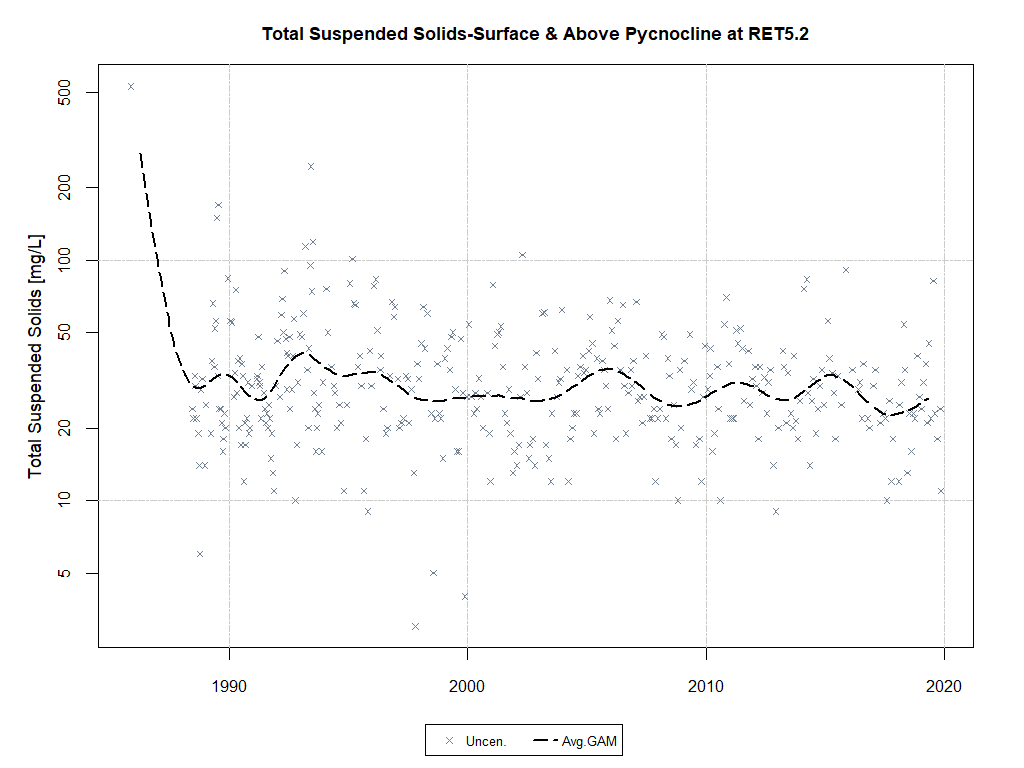 Total Suspended Solids-Surface & Above Pycnocline at RET5.2
Total Suspended Solids [mg/L]
500
200
100
50
20
10
5
1990 2000 2010 2020
Uncen. Avg.GAM